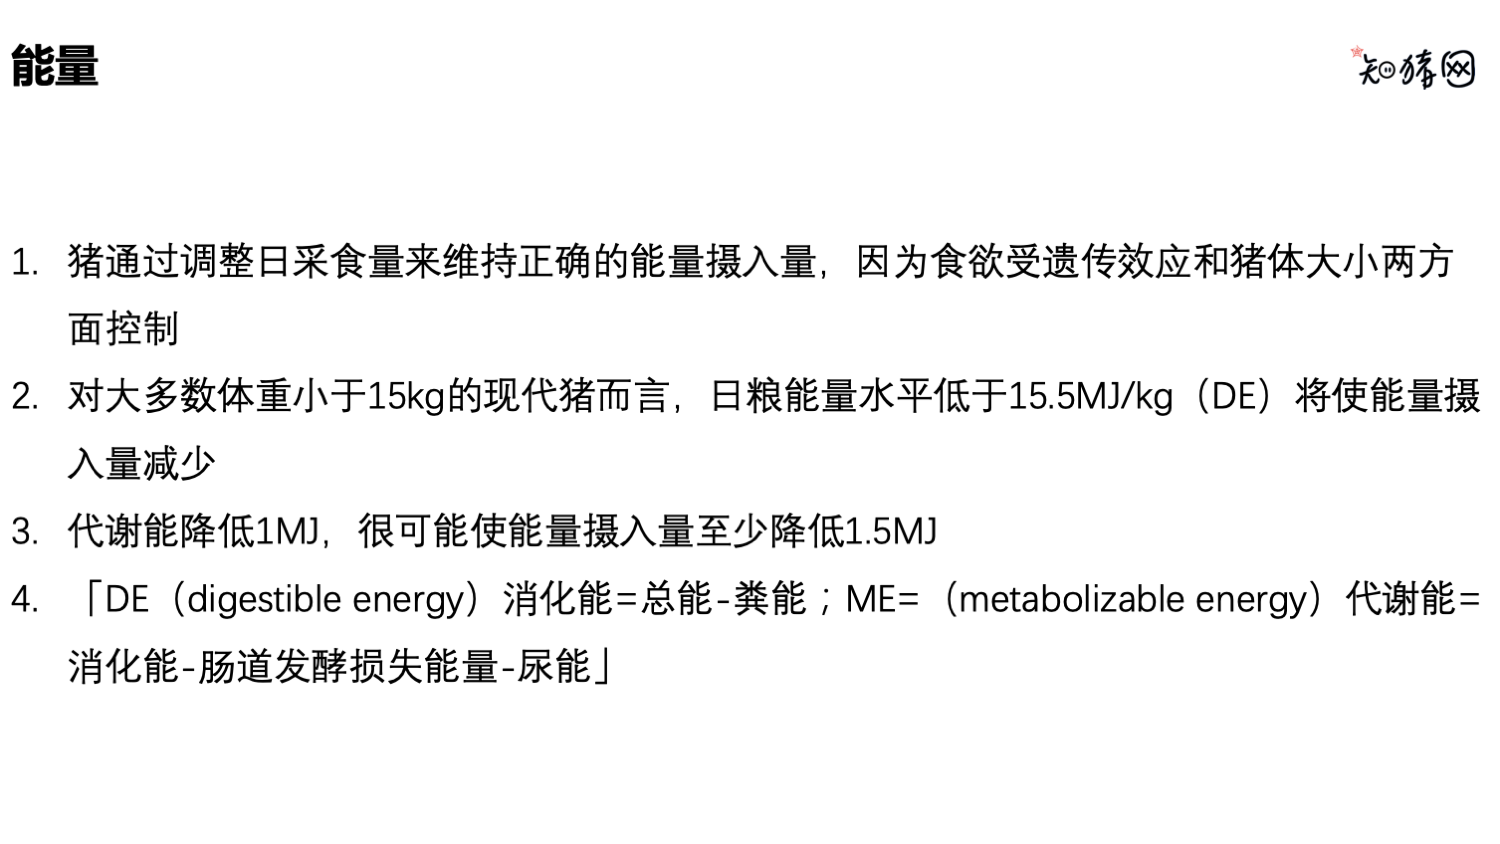 能量
知猪网
1. 猪通过调整日采食量来维持正确的能量摄入量，因为食欲受遗传效应和猪体大小两方
面控制
2. 对大多数体重小于15kg的现代猪而言，日粮能量水平低于15.5MJ/kg（DE）将使能量摄
入量减少
3. 代谢能降低1MJ，很可能使能量摄入量至少降低1.5MJ
4. 「DE（digestible energy）消化能=总能-粪能；ME=（metabolizable energy）代谢能=
消化能-肠道发酵损失能量-尿能」